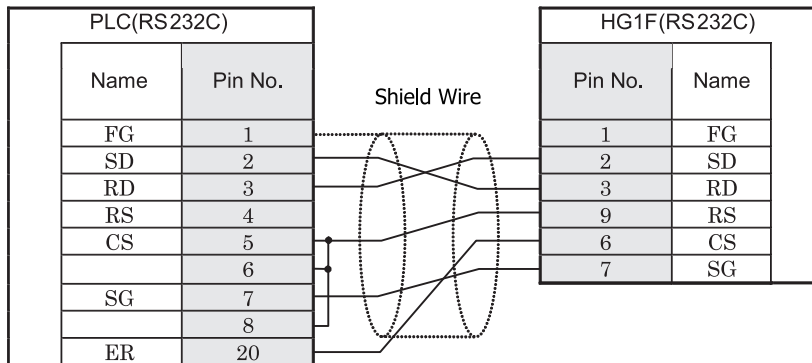 PLC(RS232C)
HG1F(RS232C)
Name Pin No.
Shield Wire
Pin No. Name
FG 1
1 FG
SD 2
2 SD
RD 3
3 RD
RS 4
9 RS
CS 5
6 CS
6
7 SG
SG 7
8
ER 20